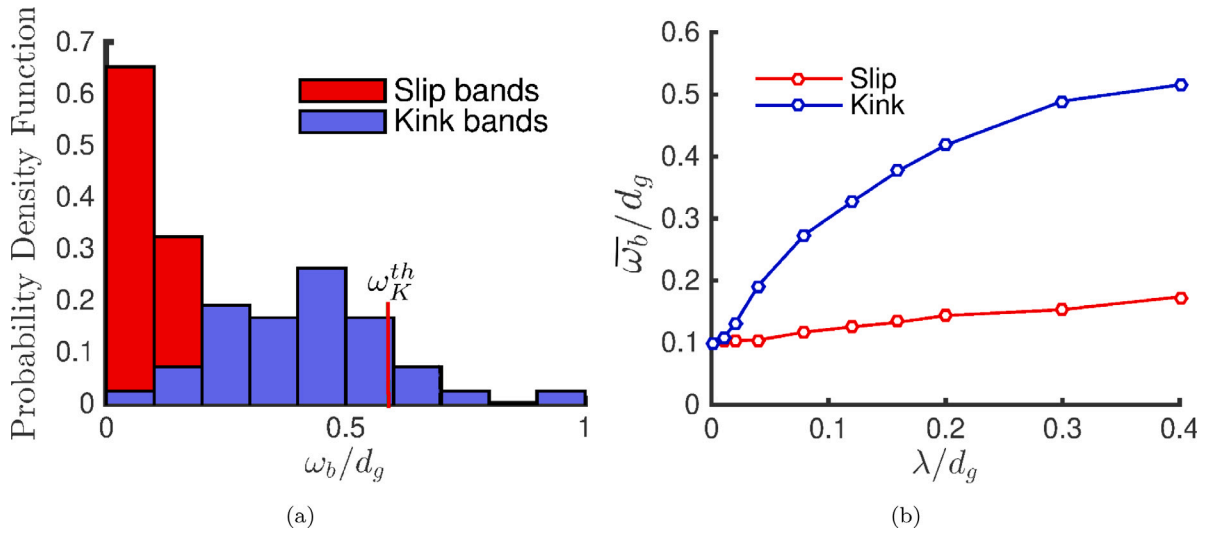 Probability Density Function
0.7
0.6
0.5
0.4
0.3
0.2
0.1
0
Slip bands
Kink bands
ω_K^{th}
0 0.5 1
ω_b/d_g
(a)
ω̅_b/d_g
0.6
0.5
0.4
0.3
0.2
0.1
0
Slip
Kink
0 0.1 0.2 0.3 0.4
λ/d_g
(b)